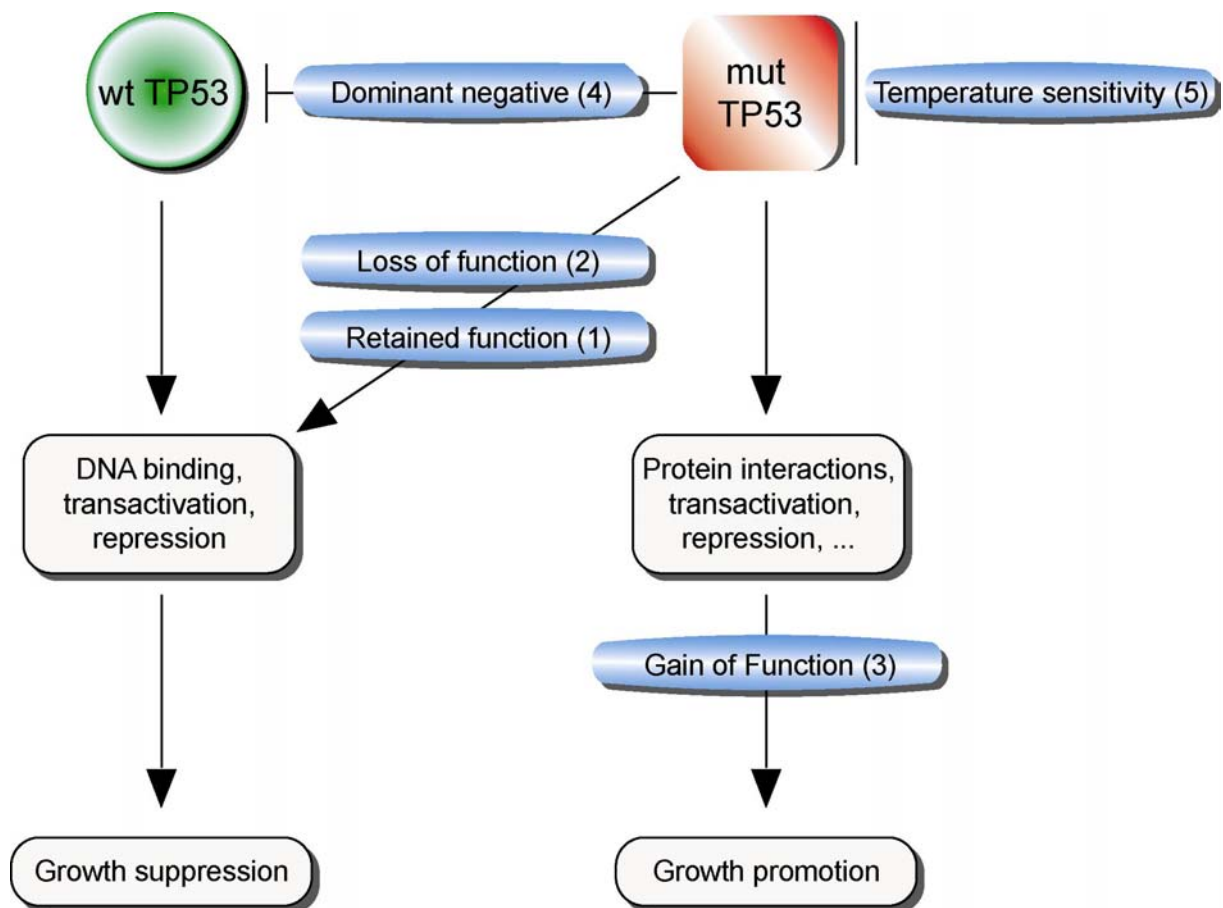 wt TP53
Dominant negative (4)
mut
TP53
Temperature sensitivity (5)
Loss of function (2)
Retained function (1)
DNA binding,
transactivation,
repression
Protein interactions,
transactivation,
repression, ...
Gain of Function (3)
Growth suppression
Growth promotion